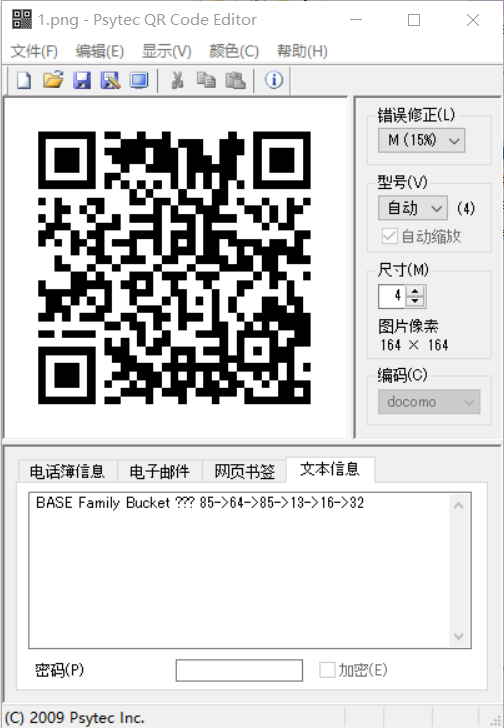 1.png - Psytec QR Code Editor
文件(F) 编辑(E) 显示(V) 颜色(C) 帮助(H)
错误修正(L)
M (15%)
型号(V)
自动 (4)
自动缩放
尺寸(M)
4
图片像素
164 × 164
编码(C)
docomo
电话簿信息 电子邮件 网页书签 文本信息
BASE Family Bucket ??? 85->64->85->13->16->32
密码(P) 加密(E)
(C) 2009 Psytec Inc.